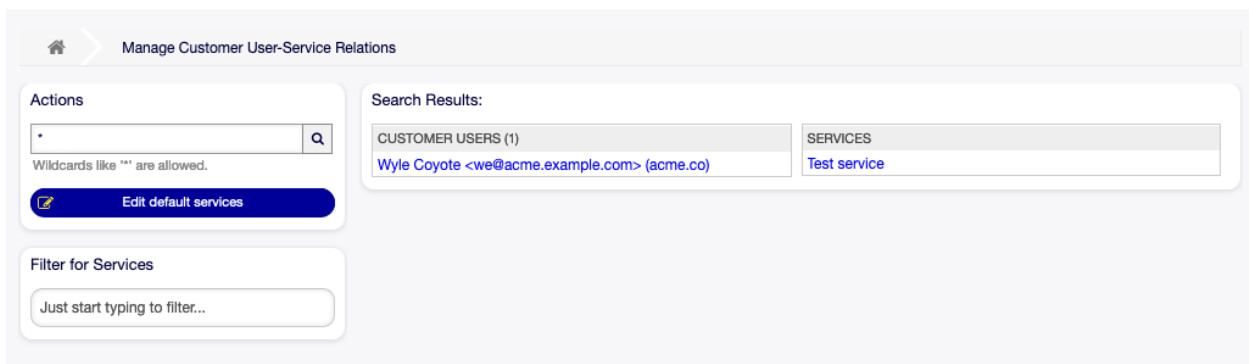 Manage Customer User-Service Relations
Actions
*
Wildcards like '*' are allowed.
Edit default services
Filter for Services
Just start typing to filter...
Search Results:
CUSTOMER USERS (1)
Wyle Coyote <we@acme.example.com> (acme.co)
SERVICES
Test service